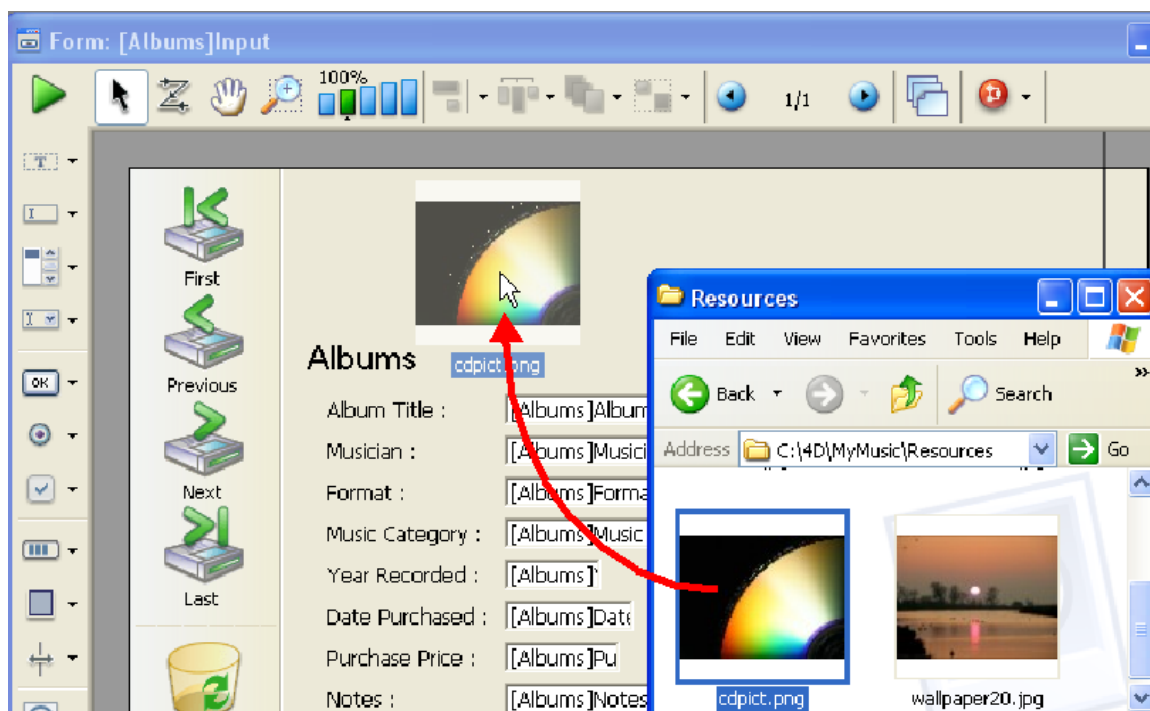 Form: [Albums]Input
100%
1/1
First
Previous
Next
Last
OK
Albums
cdpict.png
Album Title :
[Albums]Album
Musician :
[Albums]Musici
Format :
[Albums]Forma
Music Category :
[Albums]Music
Year Recorded :
[Albums]Y
Date Purchased :
[Albums]Date
Purchase Price :
[Albums]Pu
Notes :
[Albums]Notes
Resources
File Edit View Favorites Tools Help
Back Search
Address C:\4D\MyMusic\Resources Go
cdpict.png
wallpaper20.jpg